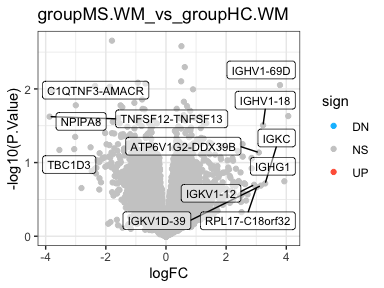 groupMS.WM_vs_groupHC.WM
IGHV1-69D
C1QTNF3-AMACR
IGHV1-18
sign
NPIPA8
TNFSF12-TNFSF13
DN
IGKC
ATP6V1G2-DDX39B
NS
TBC1D3
IGHG1
UP
IGKV1-12
IGKV1D-39
RPL17-C18orf32
-log10(P.Value)
2
1
0
-4
-2
0
2
4
logFC